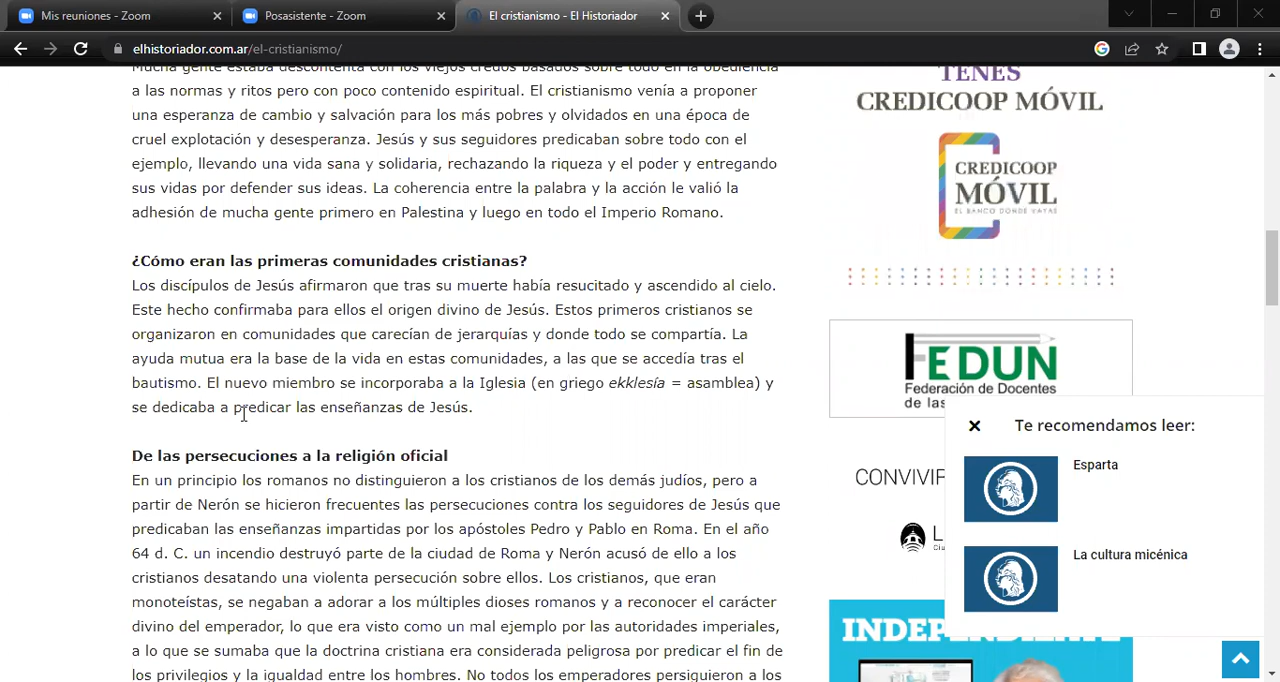 Mis reuniones - Zoom
Posasistente - Zoom
El cristianismo - El Historiador
elhistoriador.com.ar/el-cristianismo/
Mucha gente estaba descontenta con los viejos credos basados sobre todo en la obediencia
a las normas y ritos pero con poco contenido espiritual. El cristianismo venía a proponer
una esperanza de cambio y salvación para los más pobres y olvidados en una época de
cruel explotación y desesperanza. Jesús y sus seguidores predicaban sobre todo con el
ejemplo, llevando una vida sana y solidaria, rechazando la riqueza y el poder y entregando
sus vidas por defender sus ideas. La coherencia entre la palabra y la acción le valió la
adhesión de mucha gente primero en Palestina y luego en todo el Imperio Romano.
¿Cómo eran las primeras comunidades cristianas?
Los discípulos de Jesús afirmaron que tras su muerte había resucitado y ascendido al cielo.
Este hecho confirmaba para ellos el origen divino de Jesús. Estos primeros cristianos se
organizaron en comunidades que carecían de jerarquías y donde todo se compartía. La
ayuda mutua era la base de la vida en estas comunidades, a las que se accedía tras el
bautismo. El nuevo miembro se incorporaba a la Iglesia (en griego ekklesía = asamblea) y
se dedicaba a predicar las enseñanzas de Jesús.
De las persecuciones a la religión oficial
En un principio los romanos no distinguieron a los cristianos de los demás judíos, pero a
partir de Nerón se hicieron frecuentes las persecuciones contra los seguidores de Jesús que
predicaban las enseñanzas impartidas por los apóstoles Pedro y Pablo en Roma. En el año
64 d. C. un incendio destruyó parte de la ciudad de Roma y Nerón acusó de ello a los
cristianos desatando una violenta persecución sobre ellos. Los cristianos, que eran
monoteístas, se negaban a adorar a los múltiples dioses romanos y a reconocer el carácter
divino del emperador, lo que era visto como un mal ejemplo por las autoridades imperiales,
a lo que se sumaba que la doctrina cristiana era considerada peligrosa por predicar el fin de
los privilegios y la igualdad entre los hombres. No todos los emperadores persiguieron a los
TENES
CREDICOOP MÓVIL
CREDICOOP
MÓVIL
EL BANCO DONDE VAYAS
FEDUN
Federación de Docentes
de las
CONVIVIR
L
Ciu
INDEP
Te recomendamos leer:
Esparta
La cultura micénica